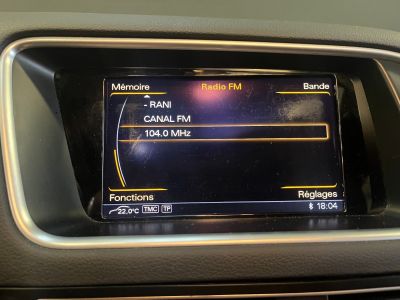 Mémoire
Radio FM
Bande
- RANI
CANAL FM
104.0 MHz
Fonctions
Réglages
22.0°C TMC TP
18:04